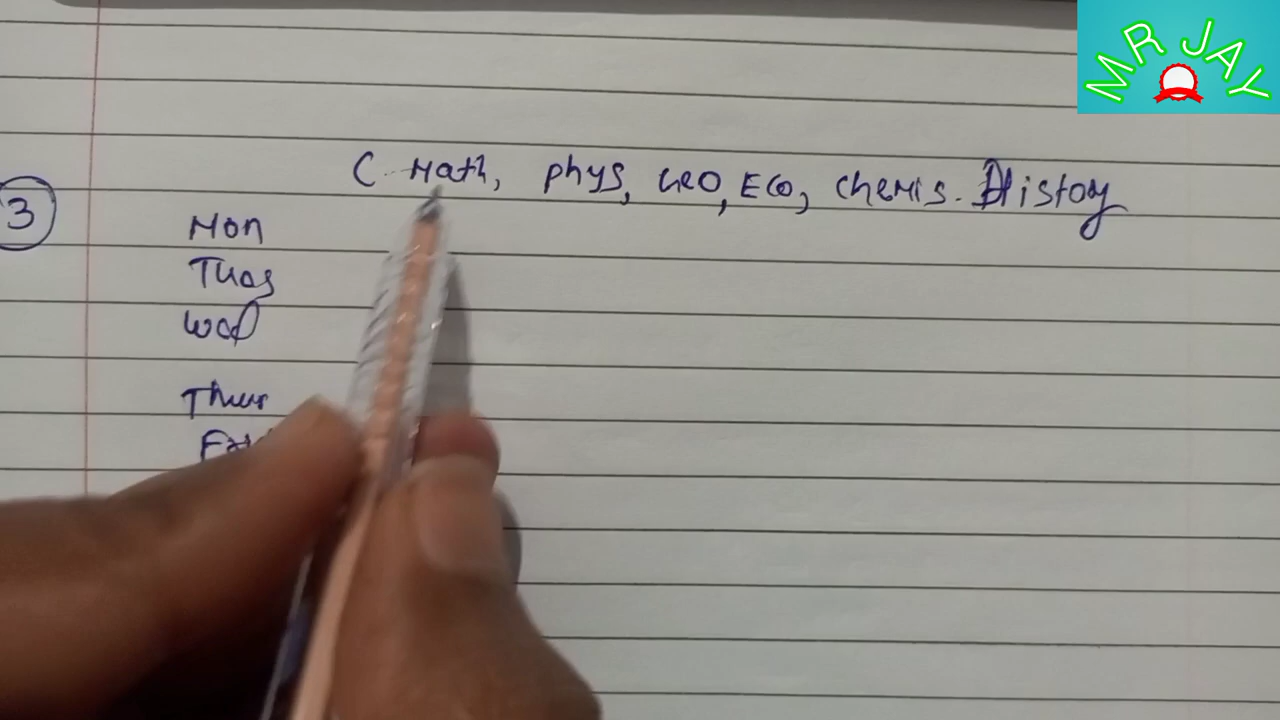 MR JAY
C Math, phys, Geo, Eco, chemis. History
3
Mon
Tues
Wed
Thur